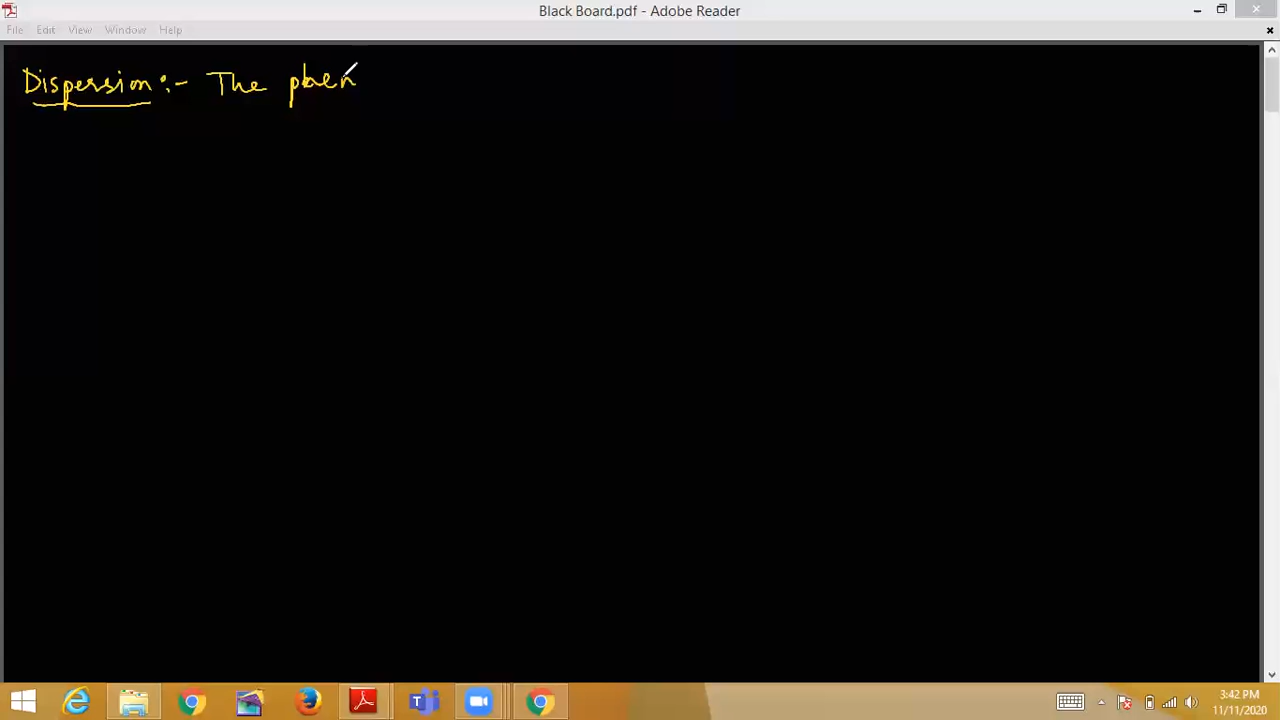 Black Board.pdf - Adobe Reader
File Edit View Window Help
Dispersion :- The phen
3:42 PM
11/11/2020